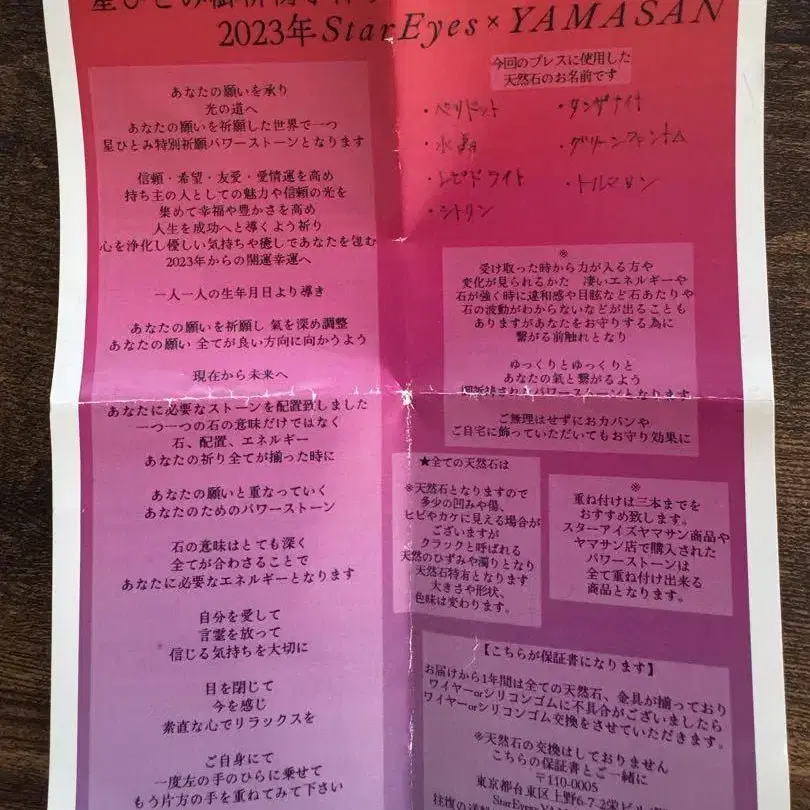 2023年StarEyes×YAMASAN
あなたの願いを承り
光の道へ
あなたの願いを祈願した世界で一つ
星ひとみ特別祈願パワーストーンとなります
信頼・希望・友愛・愛情運を高め
持ち主の人としての魅力や信頼の光を
集めて幸福や豊かさを高め
人生を成功へと導くよう祈り
心を浄化し優しい気持ちや癒しであなたを包む
2023年からの開運幸運へ
一人一人の生年月日より導き
あなたの願いを祈願し 氣を深め調整
あなたの願い 全てが良い方向に向かうよう
現在から未来へ
あなたに必要なストーンを配置致しました
一つ一つの石の意味だけではなく
石、配置、エネルギー
あなたの祈り全てが揃った時に
あなたの願いと重なっていく
あなたのためのパワーストーン
石の意味はとても深く
全てが合わさることで
あなたに必要なエネルギーとなります
自分を愛して
言霊を放って
信じる気持ちを大切に
目を閉じて
今を感じ
素直な心でリラックスを
ご自身にて
一度左の手のひらに乗せて
もう片方の手を重ねてみて下さい
今回のブレスに使用した
天然石のお名前です
・ペリドット
・水晶
・レピドライト
・シトリン
・タンザナイト
・グリーンファントム
・トルマリン
※
受け取った時から力が入る方や
変化が見られるかた 凄いエネルギーや
石が強く時に違和感や目眩など石あたりや
石の波動がわからないなどが出ることも
ありますがあなたをお守りする為に
繋がる前触れとなり
ゆっくりとゆっくりと
あなたの氣と繋がるよう
パワーストーンとなります
ご無理はせずにおカバンや
ご自宅に飾っていただいてもお守り効果に
★全ての天然石は
※天然石となりますので
多少の凹みや傷、
ヒビやカケに見える場合が
ございますが
クラックと呼ばれる
天然のひずみや濁りとなり
天然石特有となります
大きさや形状、
色味は変わります。
※
重ね付けは三本までを
おすすめ致します。
スターアイズヤマサン商品や
ヤマサン店で購入された
パワーストーンは
全て重ね付け出来る
商品となります。
【こちらが保証書になります】
お届けから1年間は全ての天然石、金具が揃っており
ワイヤーorシリコンゴムに不具合がございましたら
ワイヤーorシリコンゴム交換をさせていただきます。
※天然石の交換はしておりません
こちらの保証書とご一緒に
〒110-0005
東京都台東区上野6-7-2